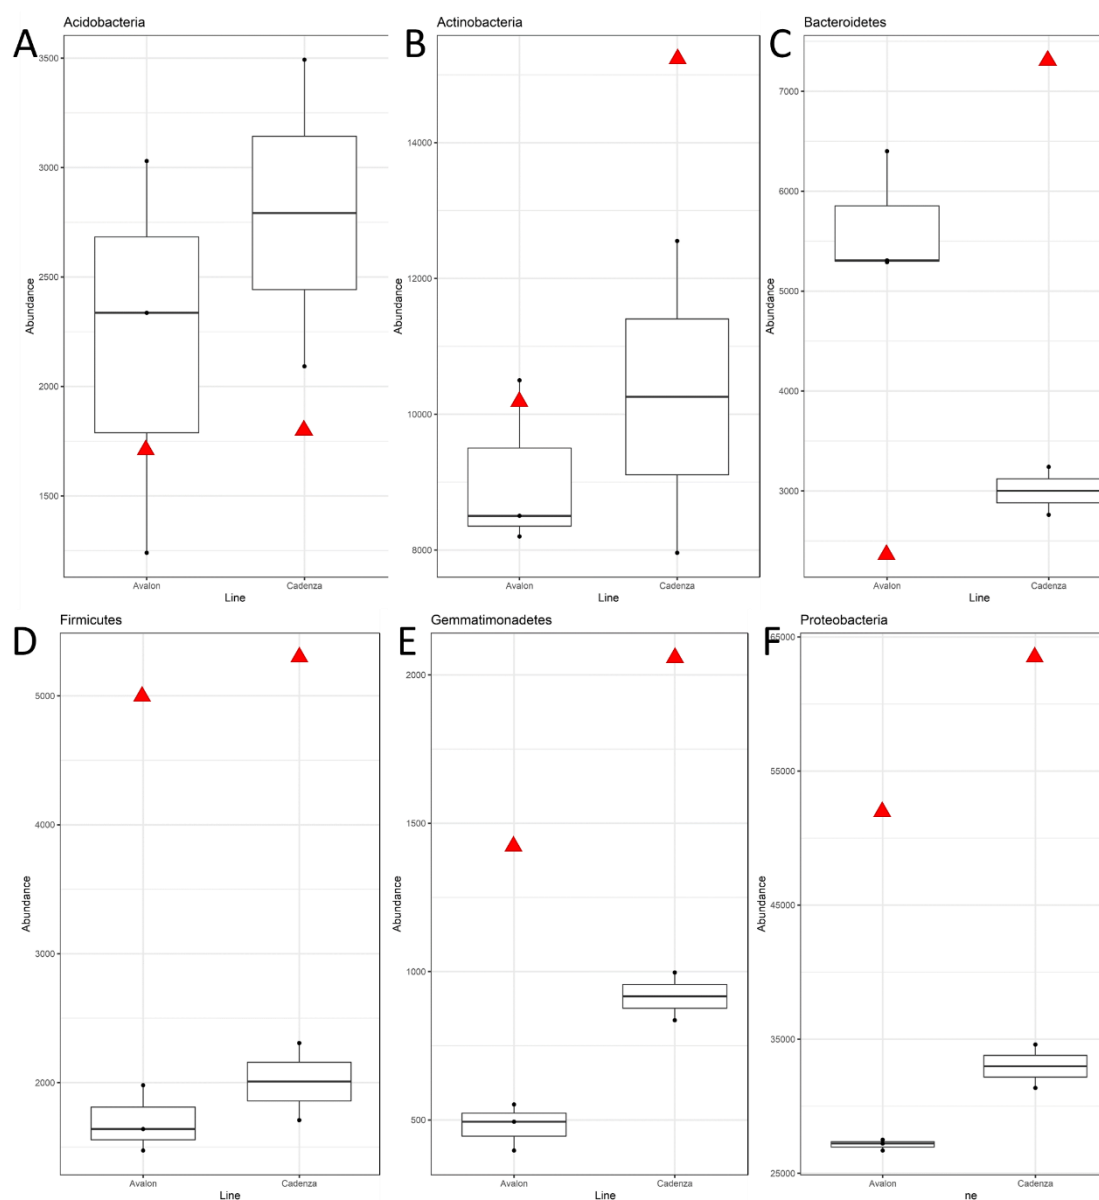 A
Acidobacteria
Abundance
3500
3000
2500
2000
1500
Avalon
Cadenza
Line
B
Actinobacteria
Abundance
14000
12000
10000
8000
Avalon
Cadenza
Line
C
Bacteroidetes
Abundance
7000
6000
5000
4000
3000
Avalon
Cadenza
Line
D
Firmicutes
Abundance
5000
4000
3000
2000
Avalon
Cadenza
Line
E
Gemmatimonadetes
Abundance
2000
1500
1000
500
Avalon
Cadenza
Line
F
Proteobacteria
Abundance
65000
55000
45000
35000
25000
Avalon
Cadenza
ne